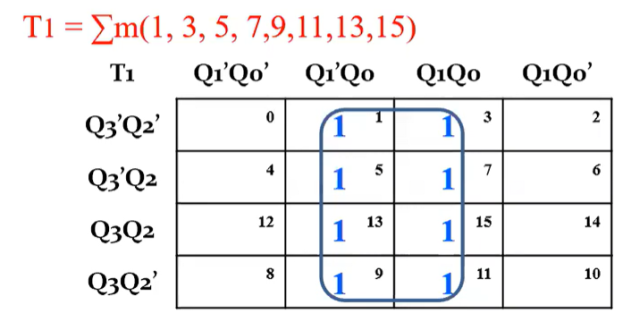 T1 = ∑m(1, 3, 5, 7,9,11,13,15)
T1 Q1'Q0' Q1'Q0 Q1Q0 Q1Q0'
Q3'Q2' 0 1 1 1 3 2
Q3'Q2 4 1 5 1 7 6
Q3Q2 12 1 13 1 15 14
Q3Q2' 8 1 9 1 11 10